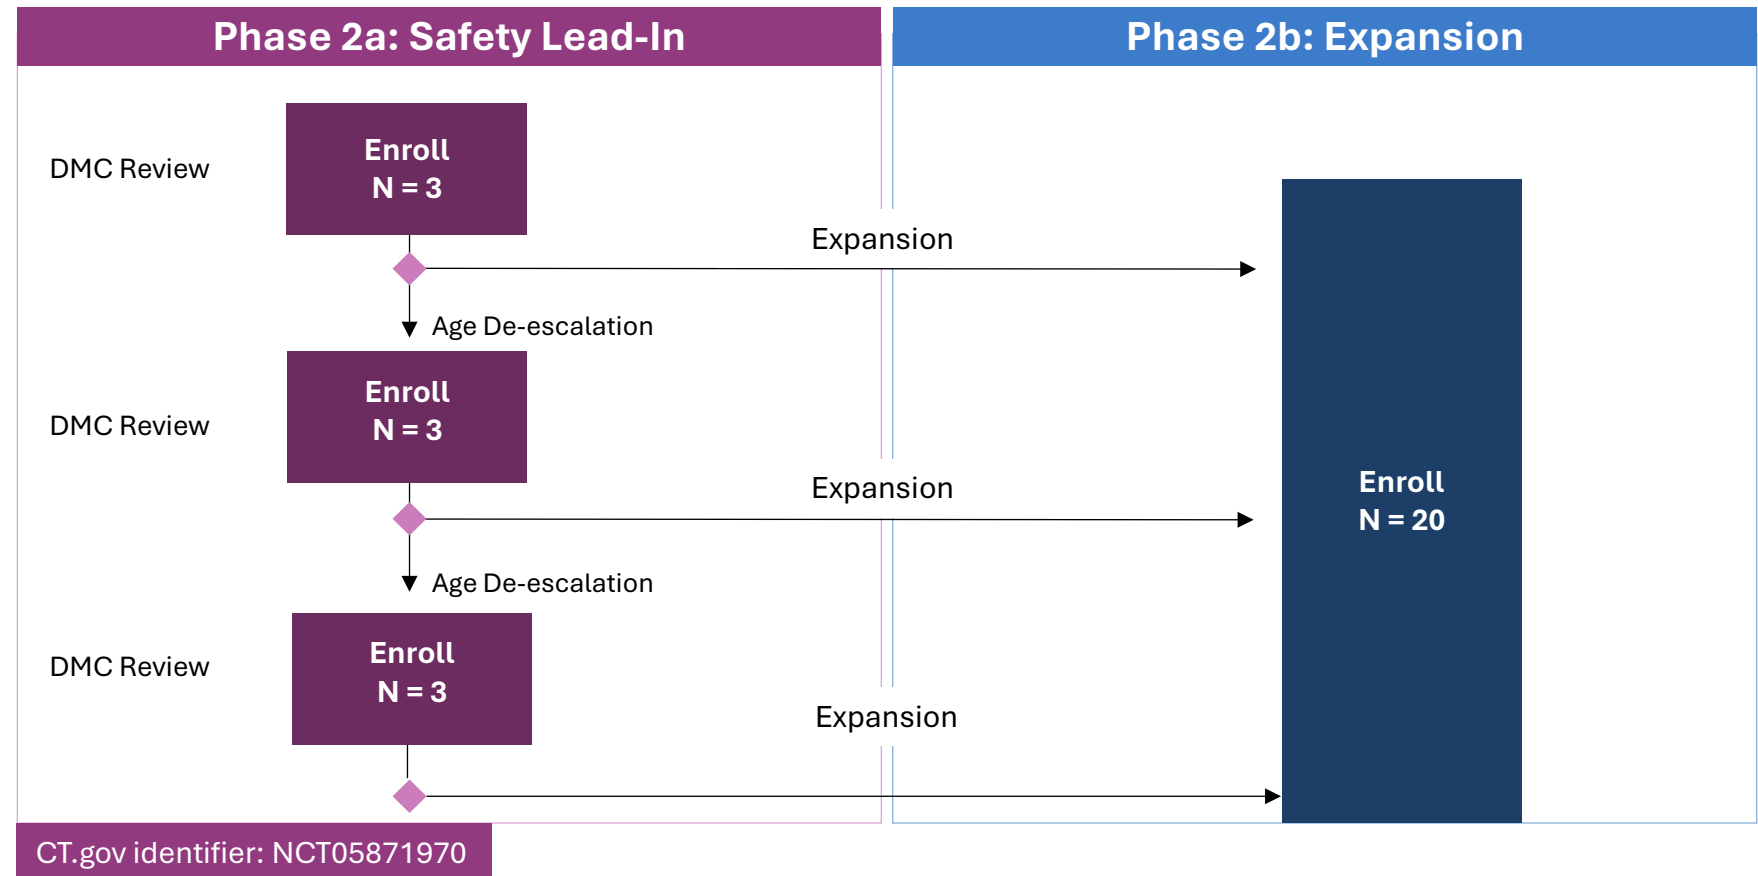 Phase 2a: Safety Lead-In
Phase 2b: Expansion
DMC Review
Enroll
N = 3
Expansion
Age De-escalation
DMC Review
Enroll
N = 3
Expansion
Age De-escalation
Enroll
N = 20
DMC Review
Enroll
N = 3
Expansion
CT.gov identifier: NCT05871970